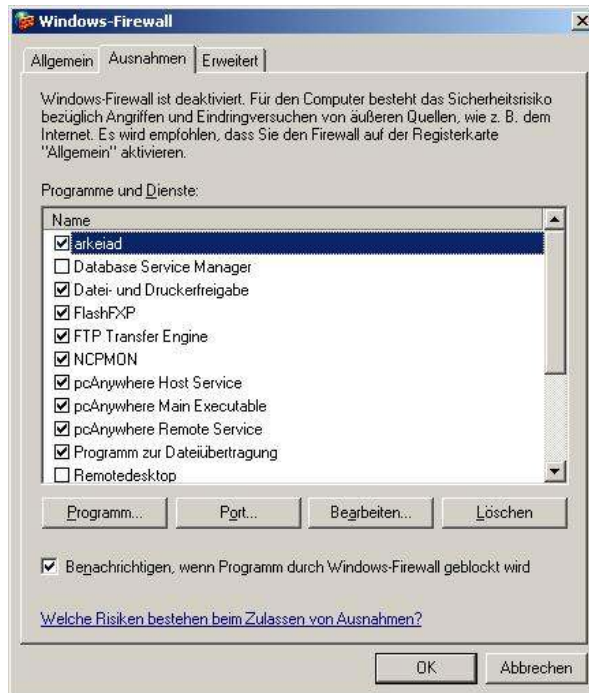 Windows-Firewall
Allgemein Ausnahmen Erweitert
Windows-Firewall ist deaktiviert. Für den Computer besteht das Sicherheitsrisiko
bezüglich Angriffen und Eindringversuchen von äußeren Quellen, wie z. B. dem
Internet. Es wird empfohlen, dass Sie den Firewall auf der Registerkarte
"Allgemein" aktivieren.
Programme und Dienste:
Name
arkeiad
Database Service Manager
Datei- und Druckerfreigabe
FlashFXP
FTP Transfer Engine
NCPMON
pcAnywhere Host Service
pcAnywhere Main Executable
pcAnywhere Remote Service
Programm zur Dateiübertragung
Remotedesktop
Programm... Port... Bearbeiten... Löschen
Benachrichtigen, wenn Programm durch Windows-Firewall geblockt wird
Welche Risiken bestehen beim Zulassen von Ausnahmen?
OK Abbrechen